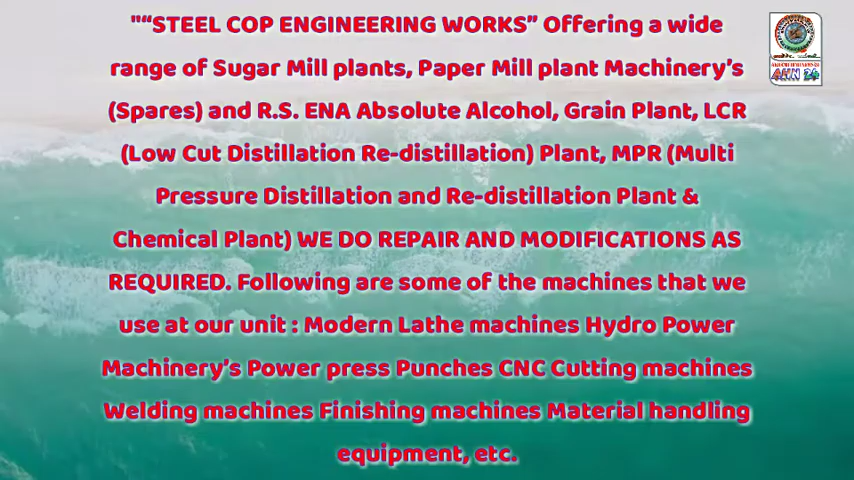 "“STEEL COP ENGINEERING WORKS” Offering a wide
range of Sugar Mill plants, Paper Mill plant Machinery’s
(Spares) and R.S. ENA Absolute Alcohol, Grain Plant, LCR
(Low Cut Distillation Re-distillation) Plant, MPR (Multi
Pressure Distillation and Re-distillation Plant &
Chemical Plant) WE DO REPAIR AND MODIFICATIONS AS
REQUIRED. Following are some of the machines that we
use at our unit : Modern Lathe machines Hydro Power
Machinery’s Power press Punches CNC Cutting machines
Welding machines Finishing machines Material handling
equipment, etc.
AHN 24